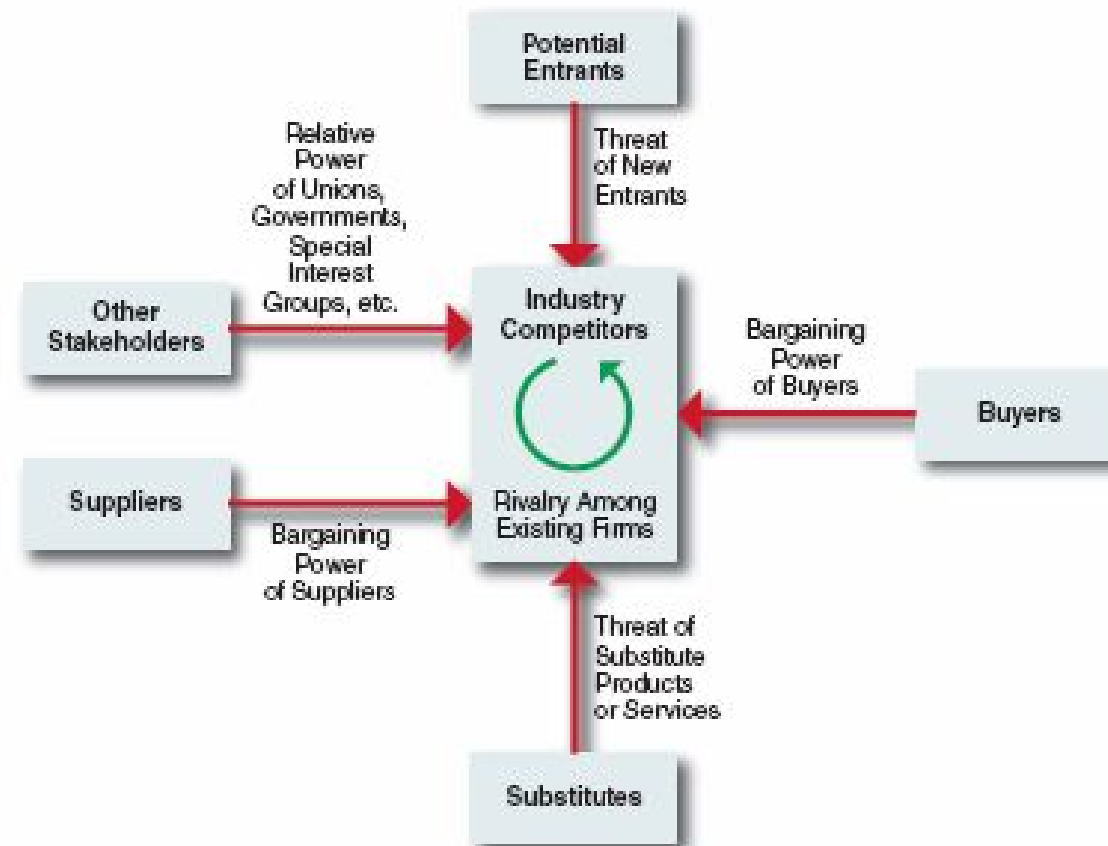 Potential
Entrants
Threat
of New
Entrants
Relative
Power
of Unions,
Governments,
Special
Interest
Groups, etc.
Other
Stakeholders
Industry
Competitors
Rivalry Among
Existing Firms
Bargaining
Power
of Buyers
Buyers
Suppliers
Bargaining
Power
of Suppliers
Threat of
Substitute
Products
or Services
Substitutes